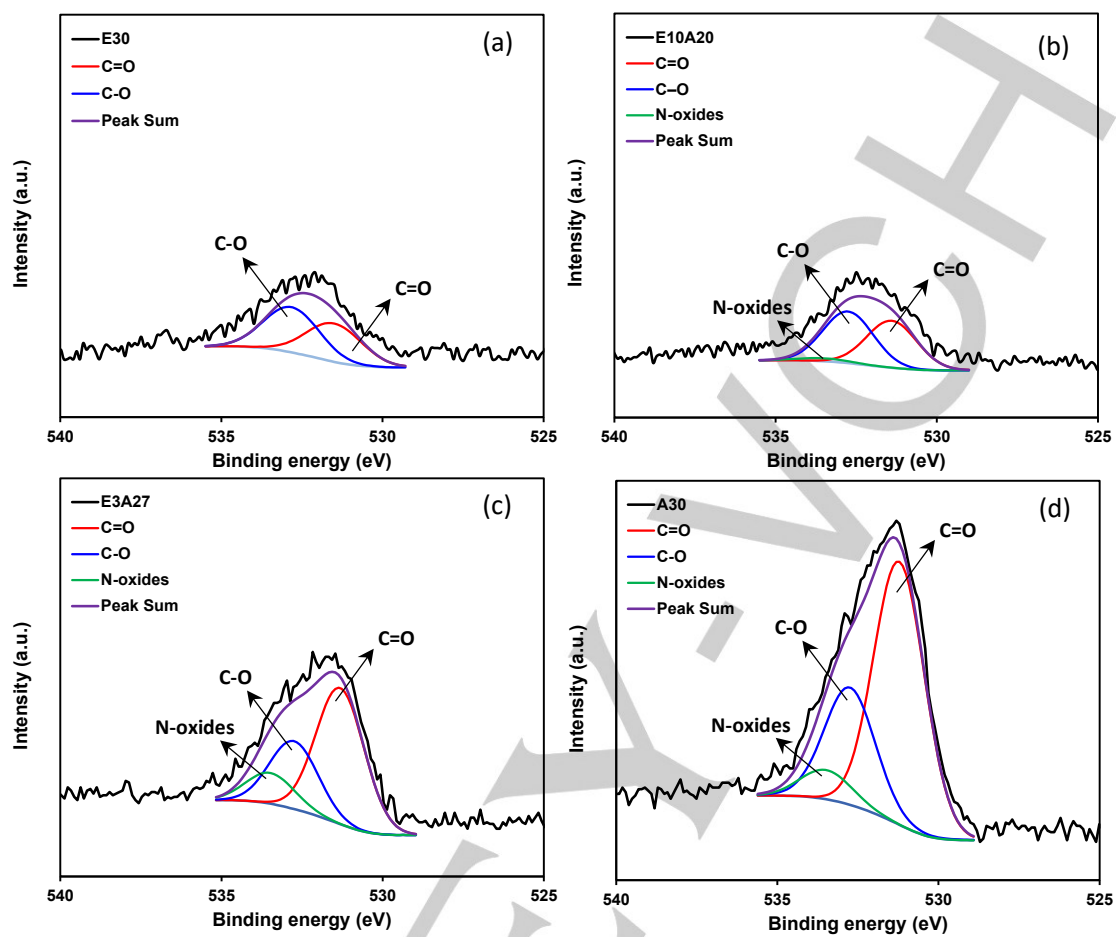 (a)
E30
C=O
C-O
Peak Sum
C-O
C=O
Intensity (a.u.)
540 535 530 525
Binding energy (eV)
(b)
E10A20
C=O
C–O
N-oxides
Peak Sum
C-O
C=O
N-oxides
Intensity (a.u.)
540 535 530 525
Binding energy (eV)
(c)
E3A27
C=O
C-O
N-oxides
Peak Sum
C=O
C-O
N-oxides
Intensity (a.u.)
540 535 530 525
Binding energy (eV)
(d)
A30
C=O
C-O
N-oxides
Peak Sum
C=O
C-O
N-oxides
Intensity (a.u.)
540 535 530 525
Binding energy (eV)
Y-VCH